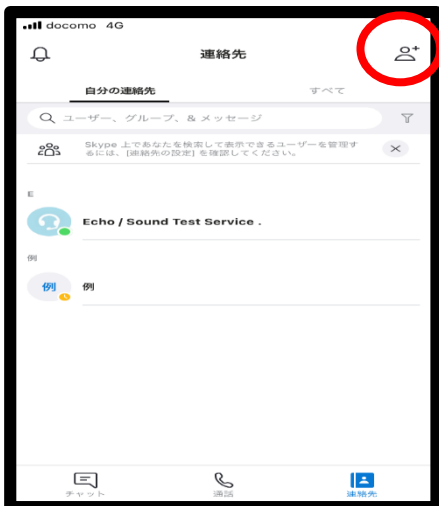 docomo 4G
連絡先
自分の連絡先 すべて
ユーザー、グループ、& メッセージ
Skype 上であなたを検索して表示できるユーザーを管理す
るには、[連絡先の設定] を確認してください。
E
Echo / Sound Test Service .
例
例 例
チャット 通話 連絡先